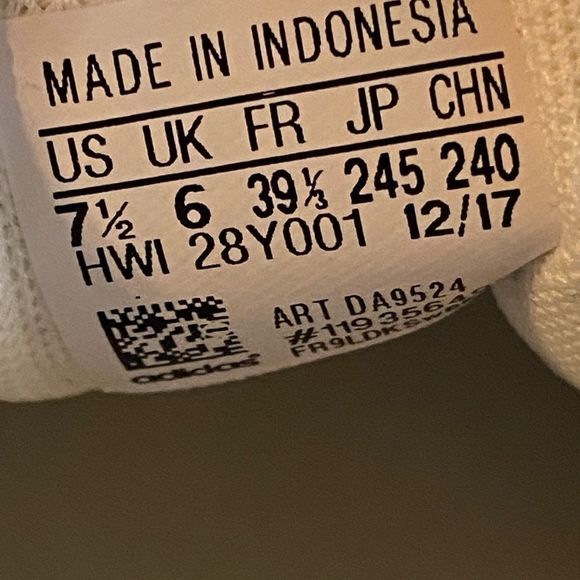 MADE IN INDONESIA
US UK FR JP CHN
7½ 6 39⅓ 245 240
HWI 28Y001 12/17
ART DA9524
adidas